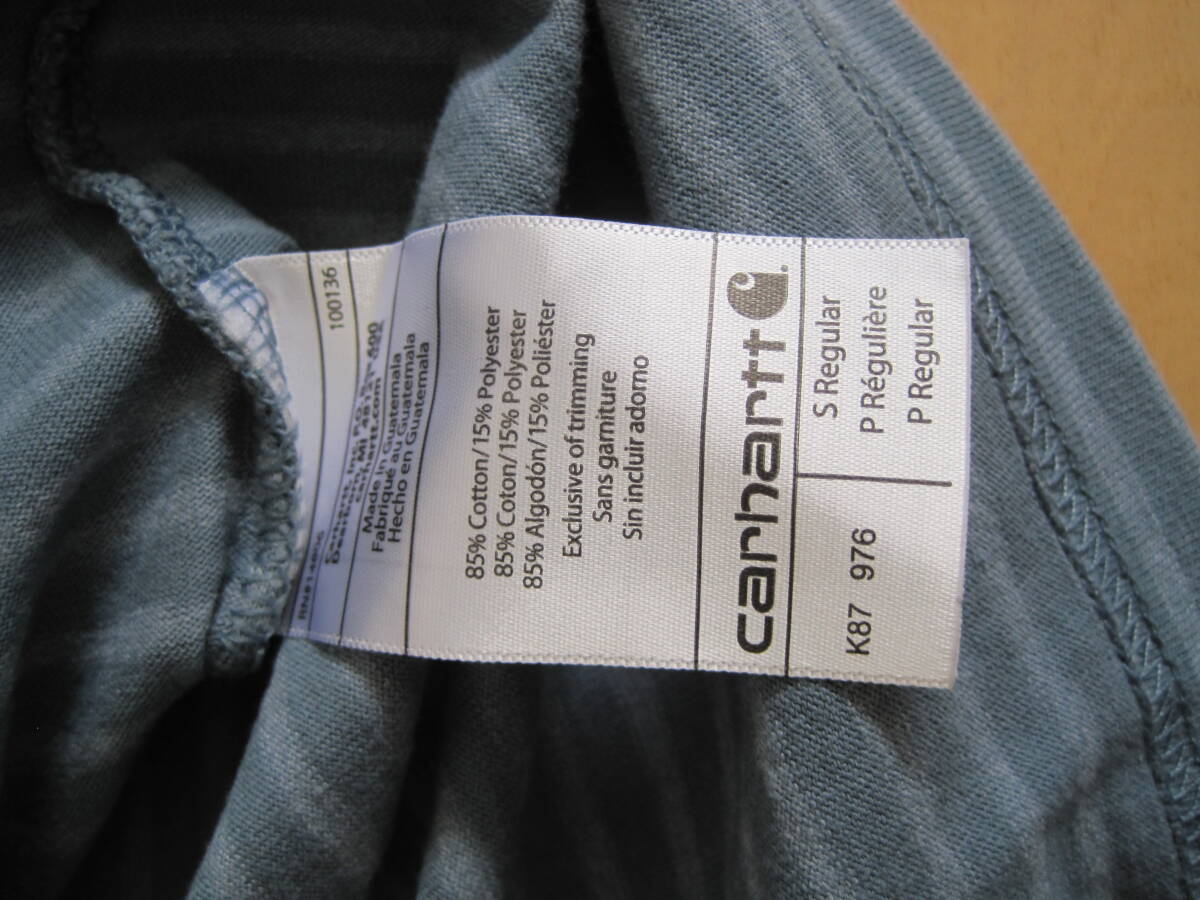 RN#14806
100136
carhartt.com
Made in Guatemala
Fabriqué au Guatemala
Hecho en Guatemala
85% Cotton/15% Polyester
85% Coton/15% Polyester
85% Algodón/15% Poliéster
Exclusive of trimming
Sans garniture
Sin incluir adorno
carhartt
K87 976
S Regular
P Régulière
P Regular